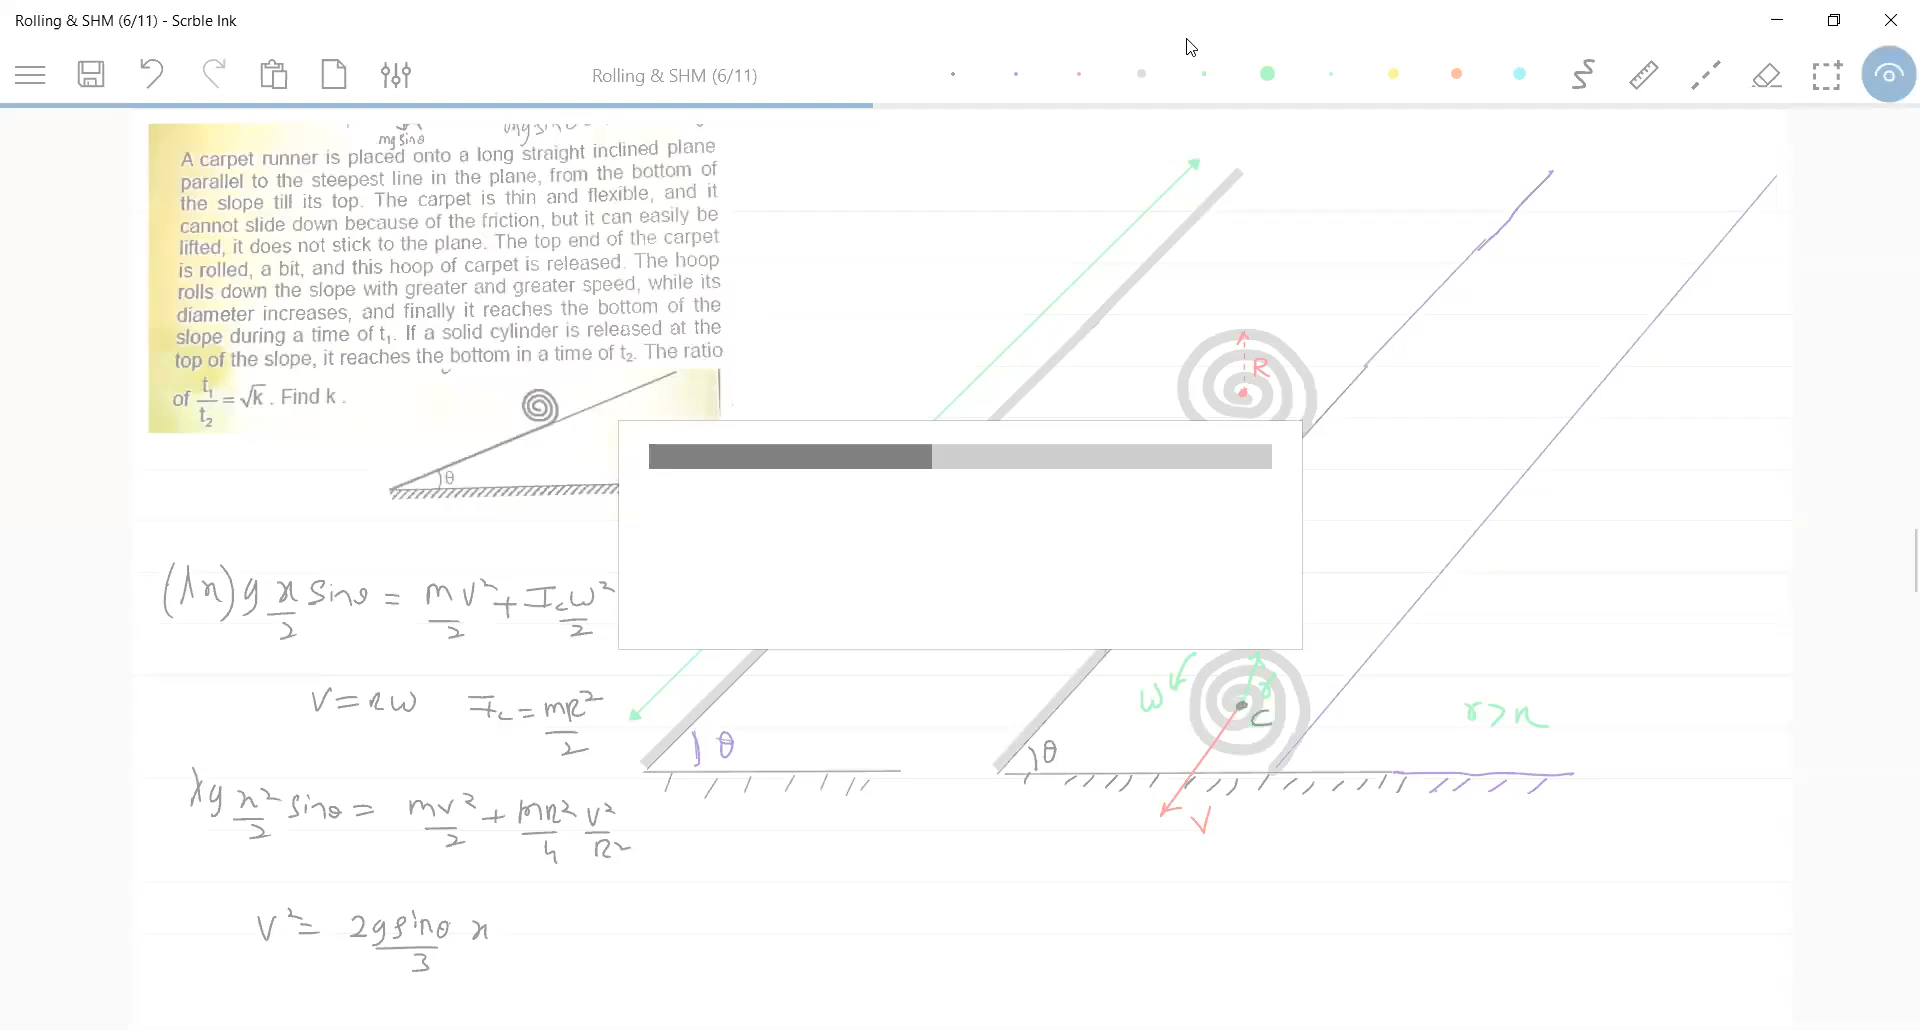 Rolling & SHM (6/11) - Scrble Ink
Rolling & SHM (6/11)
mg sinθ
A carpet runner is placed onto a long straight inclined plane
parallel to the steepest line in the plane, from the bottom of
the slope till its top. The carpet is thin and flexible, and it
cannot slide down because of the friction, but it can easily be
lifted, it does not stick to the plane. The top end of the carpet
is rolled, a bit, and this hoop of carpet is released. The hoop
rolls down the slope with greater and greater speed, while its
diameter increases, and finally it reaches the bottom of the
slope during a time of t₁. If a solid cylinder is released at the
top of the slope, it reaches the bottom in a time of t₂. The ratio
of t₁/t₂ = √k . Find k .
θ
R
(λx) g x/2 sinθ = mv²/2 + I_c ω²/2
V = Rω I_c = mR²/2
λg x²/2 sinθ = mv²/2 + mR²/4 v²/R²
V² = 2g sinθ/3 x
θ
θ
ω
r
C
V
r > R